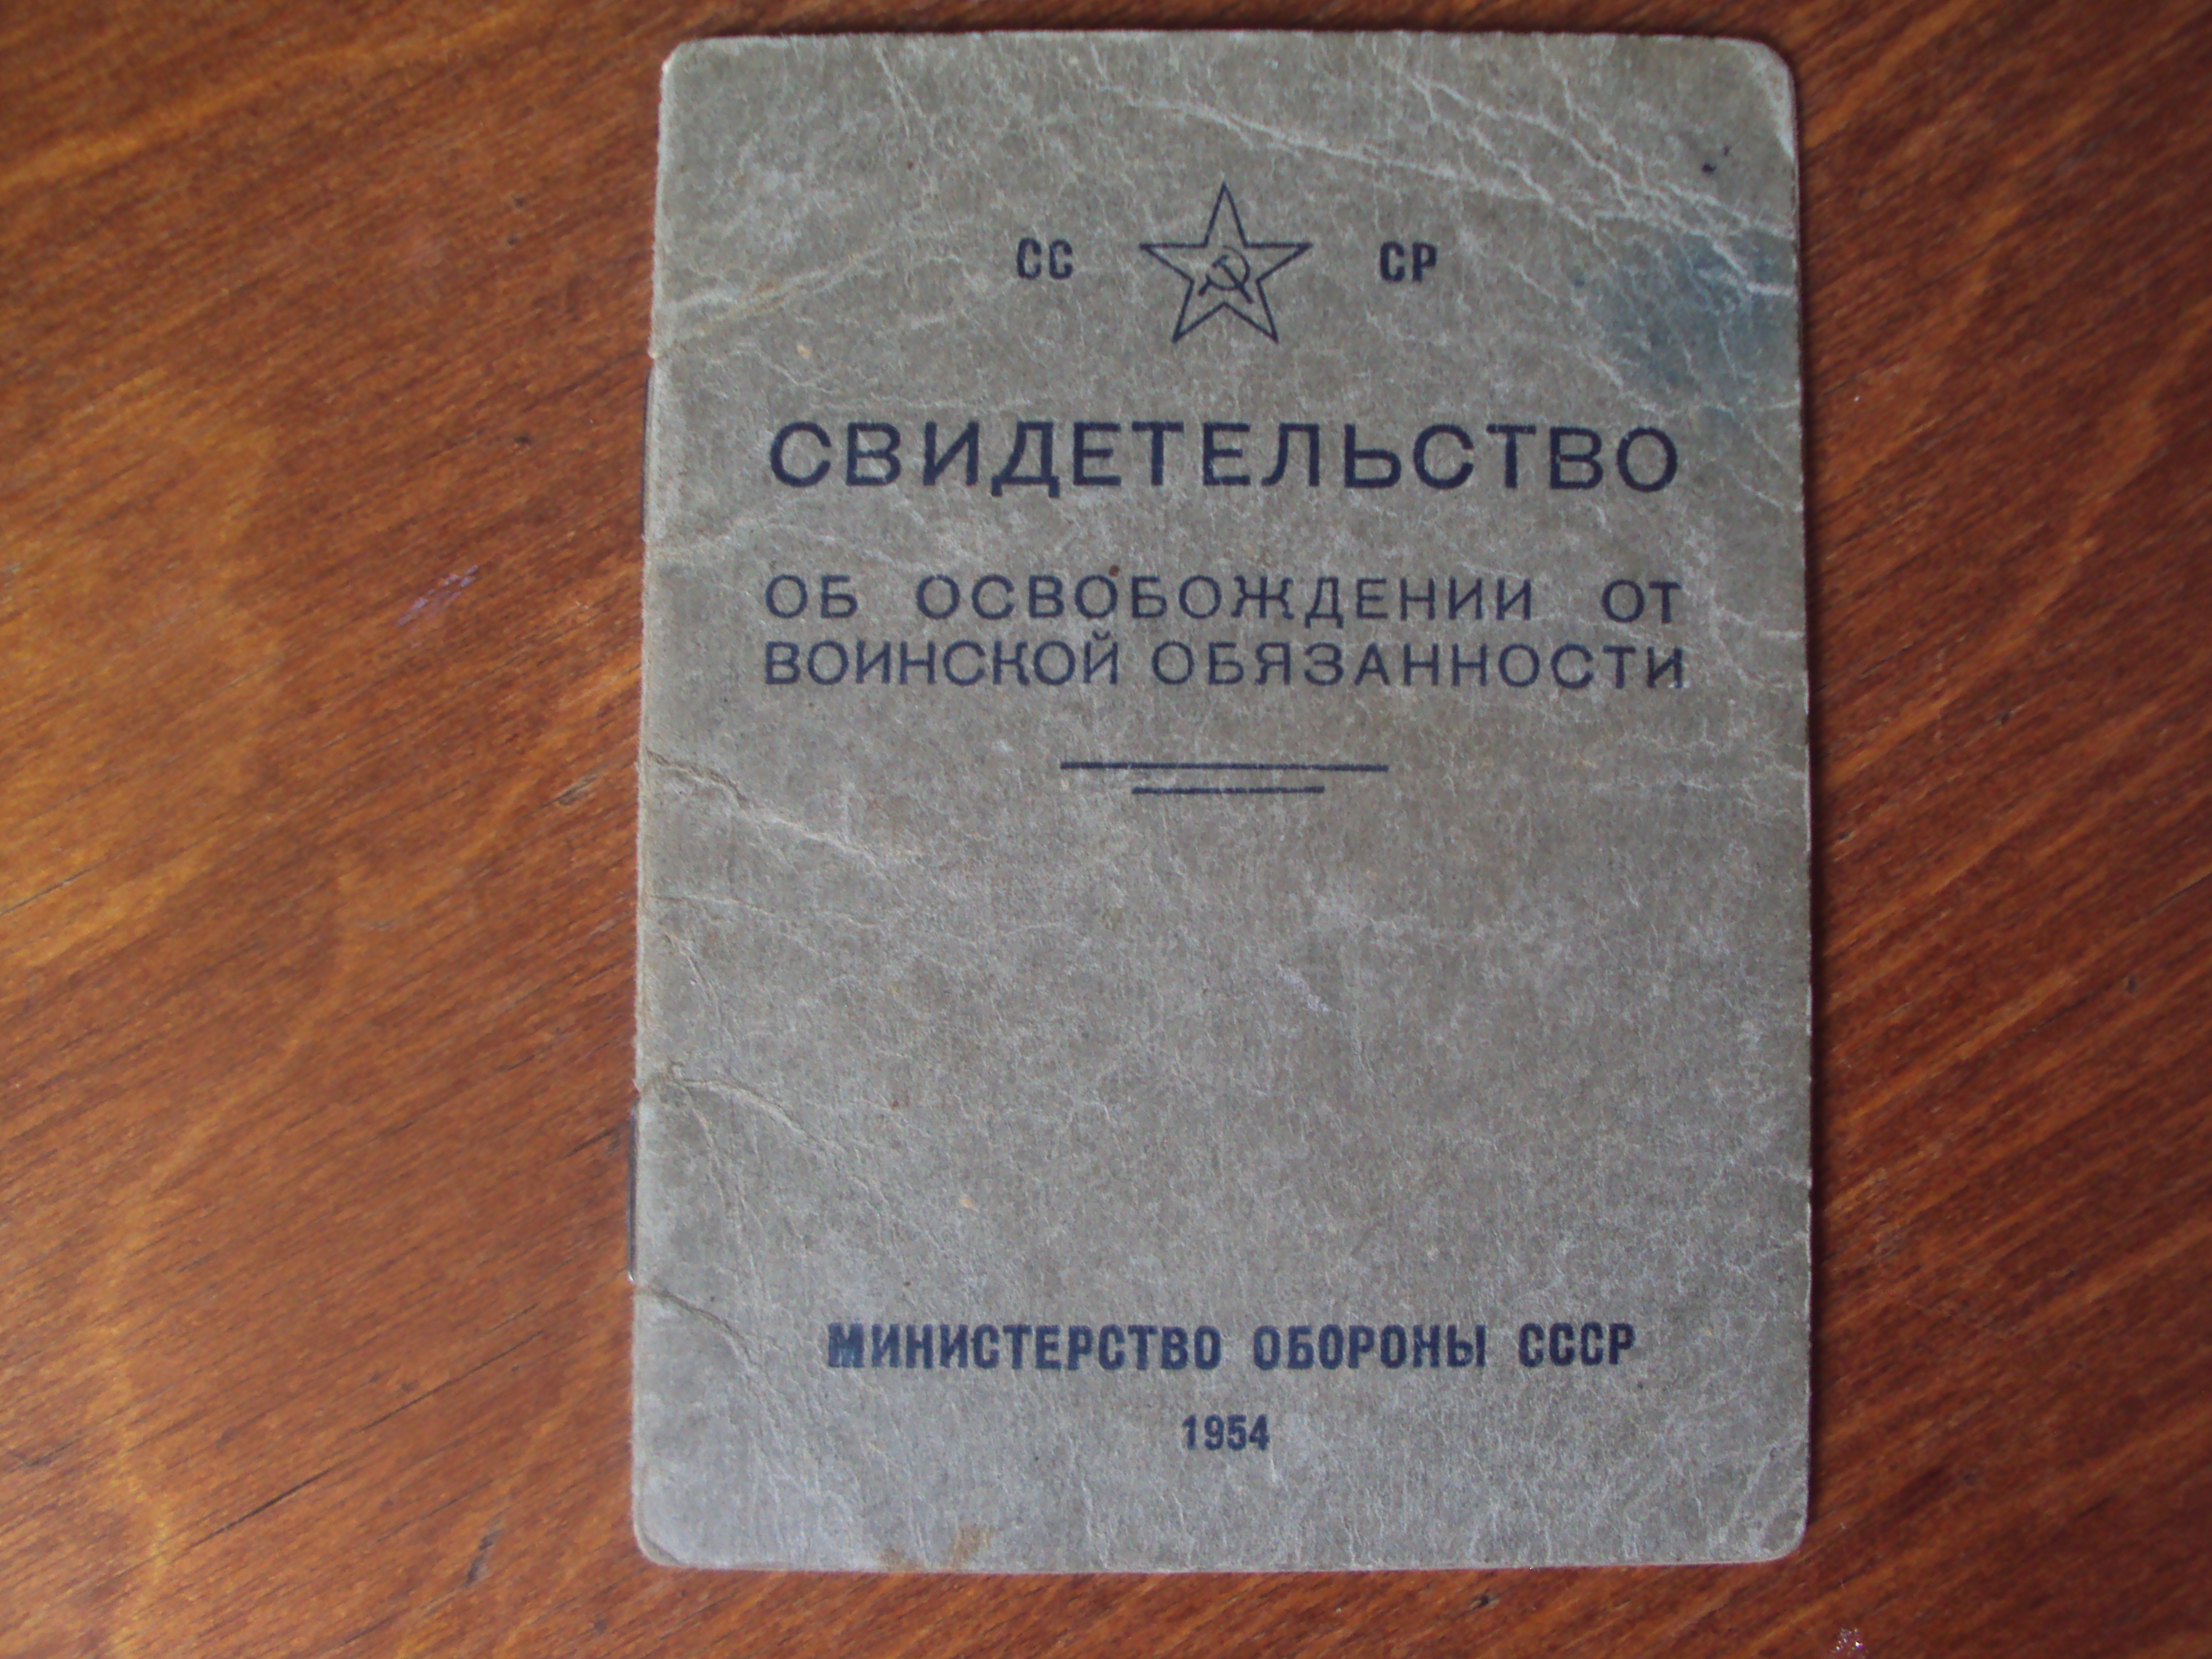 СС СР
СВИДЕТЕЛЬСТВО
ОБ ОСВОБОЖДЕНИИ ОТ
ВОИНСКОЙ ОБЯЗАННОСТИ
МИНИСТЕРСТВО ОБОРОНЫ СССР
1954